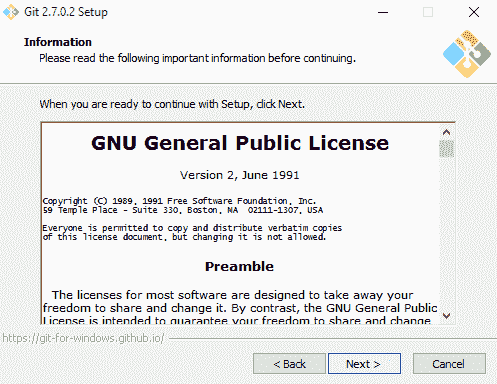 Git 2.7.0.2 Setup
Information
Please read the following important information before continuing.
When you are ready to continue with Setup, click Next.
GNU General Public License
Version 2, June 1991
Copyright (C) 1989, 1991 Free Software Foundation, Inc.
59 Temple Place - Suite 330, Boston, MA  02111-1307, USA
Everyone is permitted to copy and distribute verbatim copies
of this license document, but changing it is not allowed.
Preamble
The licenses for most software are designed to take away your
freedom to share and change it. By contrast, the GNU General Public
License is intended to guarantee your freedom to share and change
https://git-for-windows.github.io/
< Back
Next >
Cancel